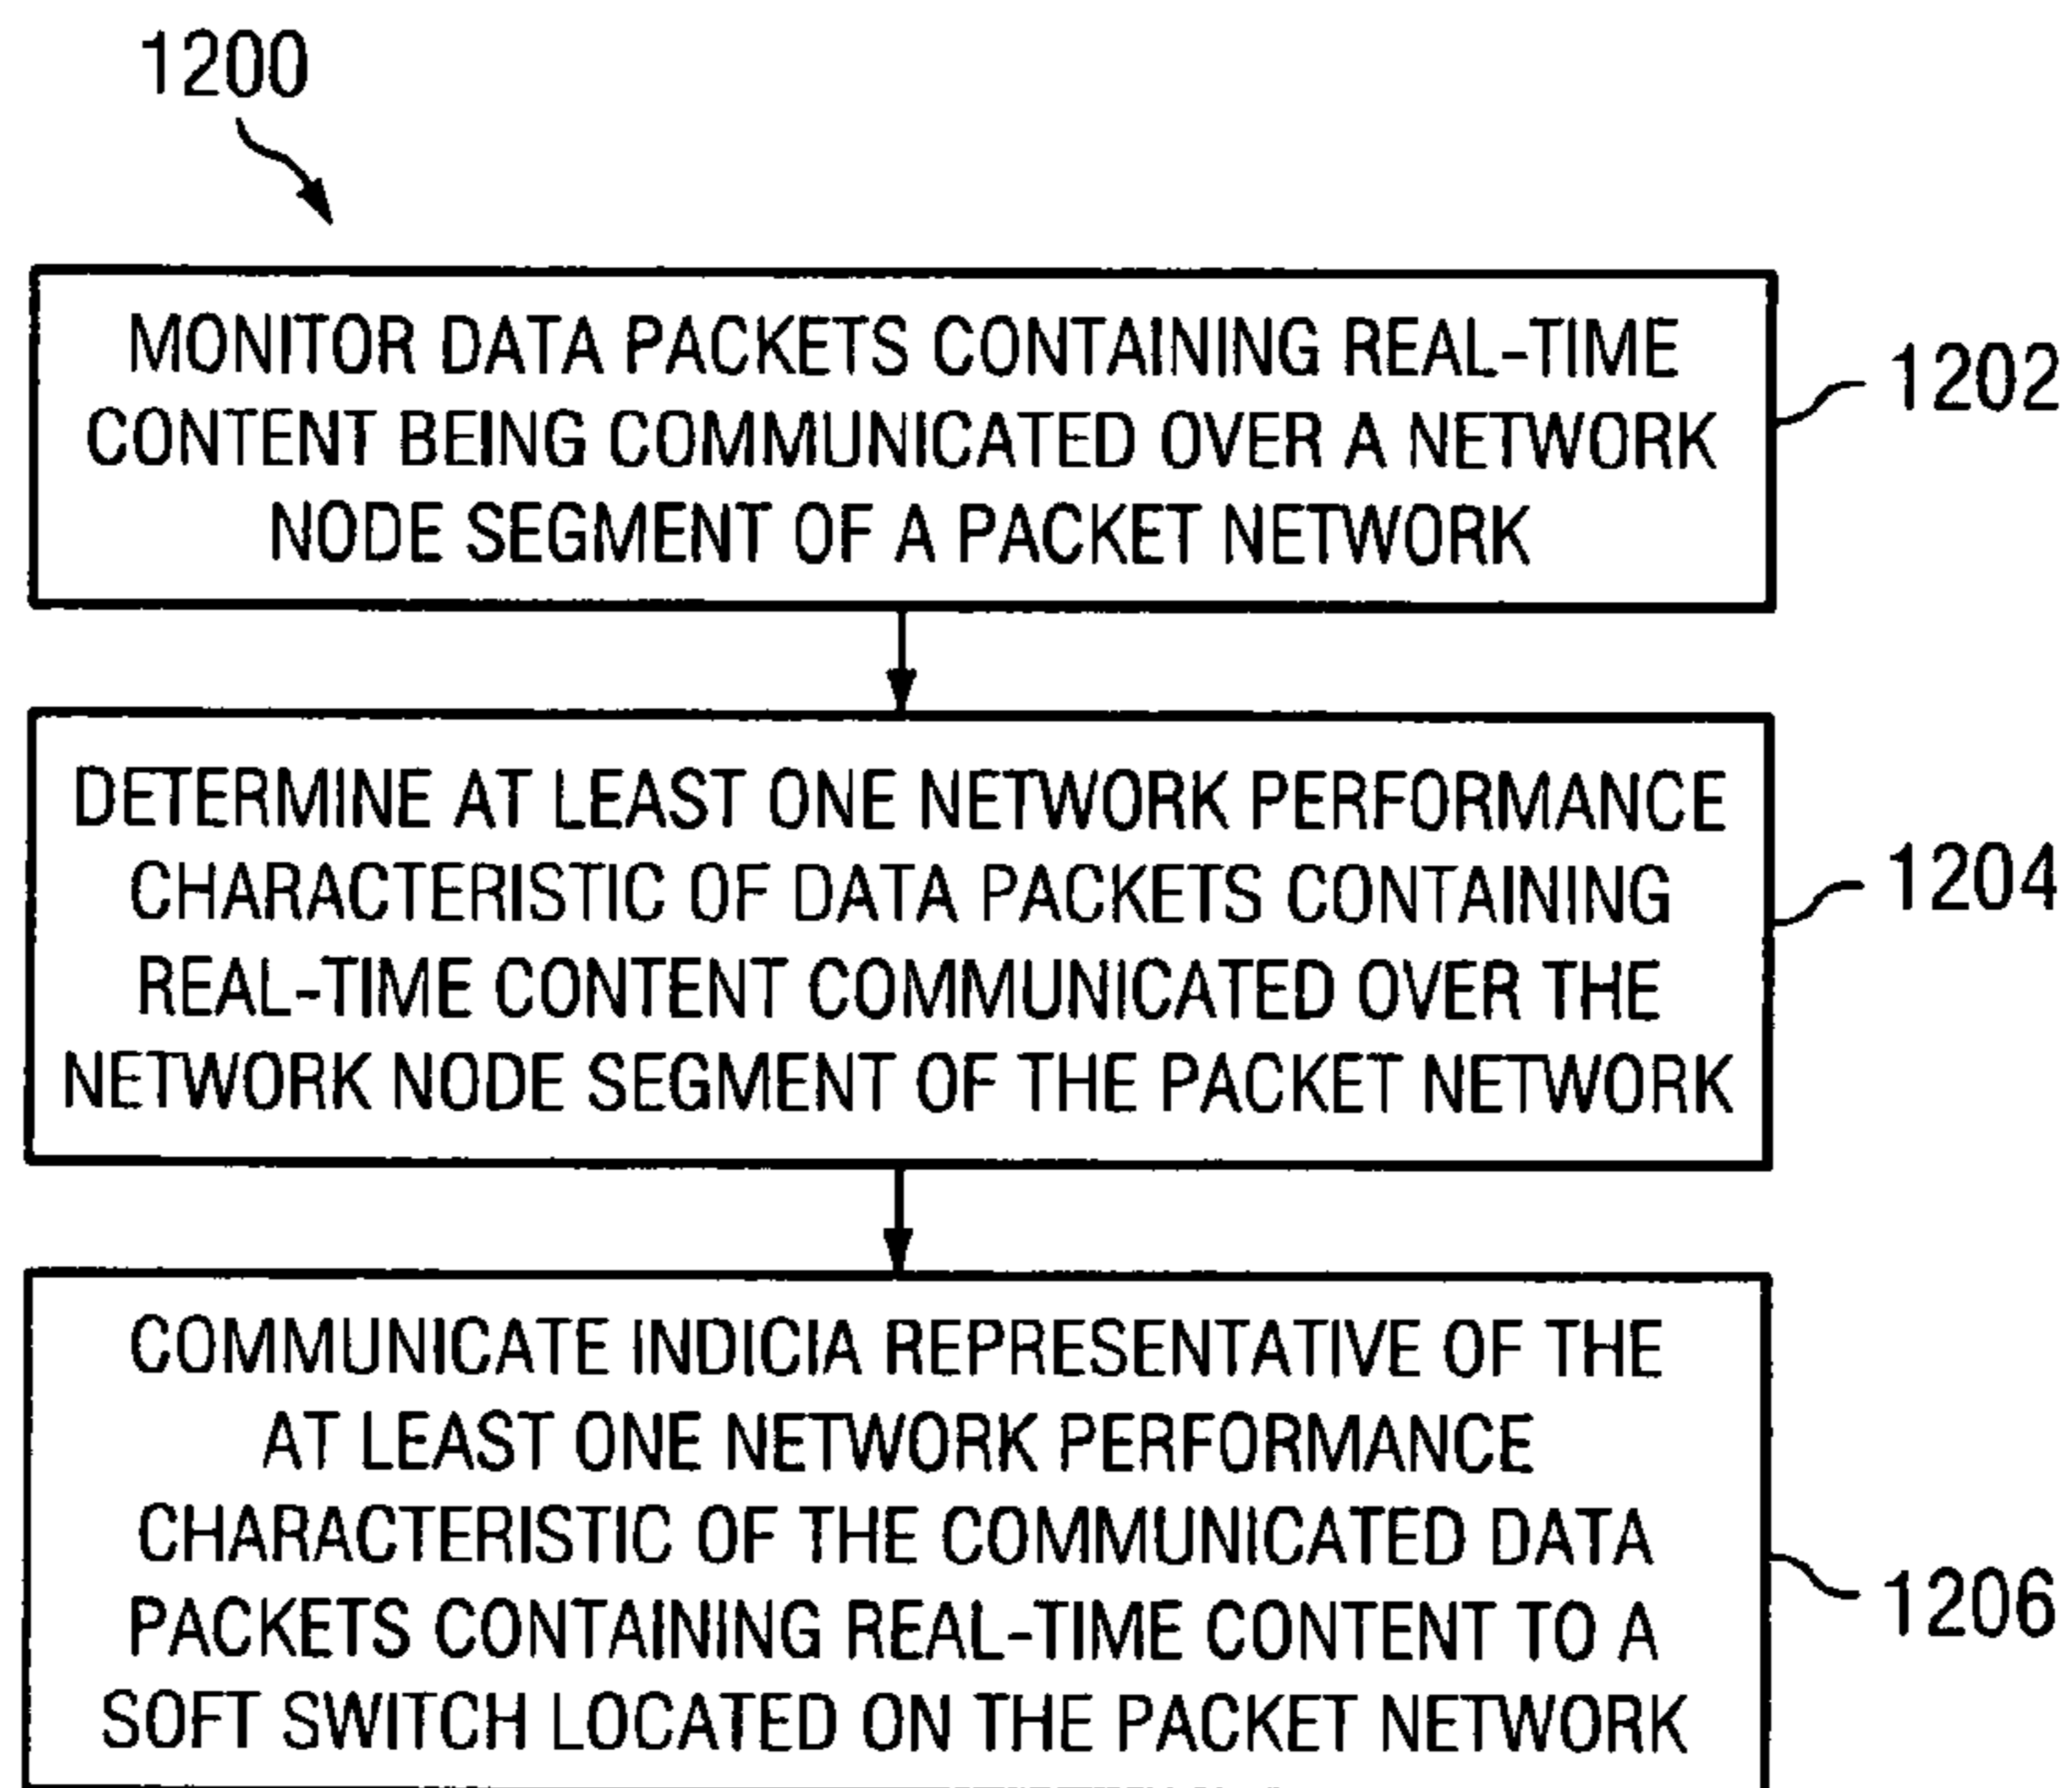 1200
MONITOR DATA PACKETS CONTAINING REAL-TIME
CONTENT BEING COMMUNICATED OVER A NETWORK
NODE SEGMENT OF A PACKET NETWORK
1202
DETERMINE AT LEAST ONE NETWORK PERFORMANCE
CHARACTERISTIC OF DATA PACKETS CONTAINING
REAL-TIME CONTENT COMMUNICATED OVER THE
NETWORK NODE SEGMENT OF THE PACKET NETWORK
1204
COMMUNICATE INDICIA REPRESENTATIVE OF THE
AT LEAST ONE NETWORK PERFORMANCE
CHARACTERISTIC OF THE COMMUNICATED DATA
PACKETS CONTAINING REAL-TIME CONTENT TO A
SOFT SWITCH LOCATED ON THE PACKET NETWORK
1206